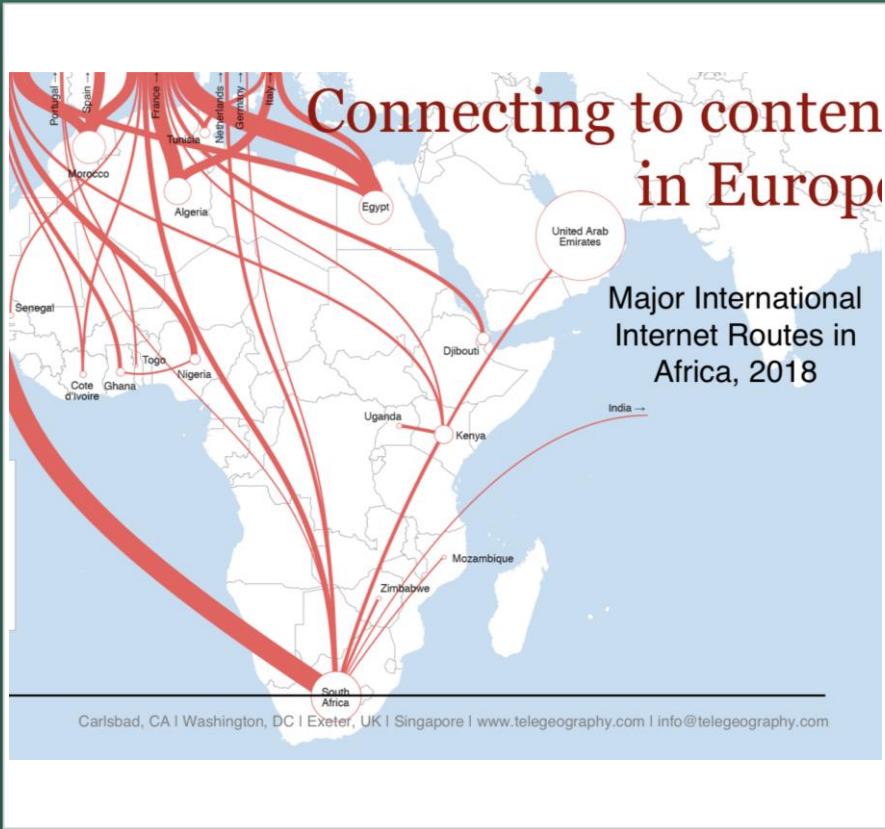 Portugal →
Spain →
France →
Netherlands →
Germany →
Italy →
Connecting to conten
in Europe
Tunisia
Morocco
Algeria
Egypt
United Arab
Emirates
Major International
Internet Routes in
Africa, 2018
Senegal
Djibouti
Togo
Cote
d'Ivoire
Ghana
Nigeria
India →
Uganda
Kenya
Mozambique
Zimbabwe
South
Africa
Carlsbad, CA I Washington, DC I Exeter, UK I Singapore I www.telegeography.com I info@telegeography.com